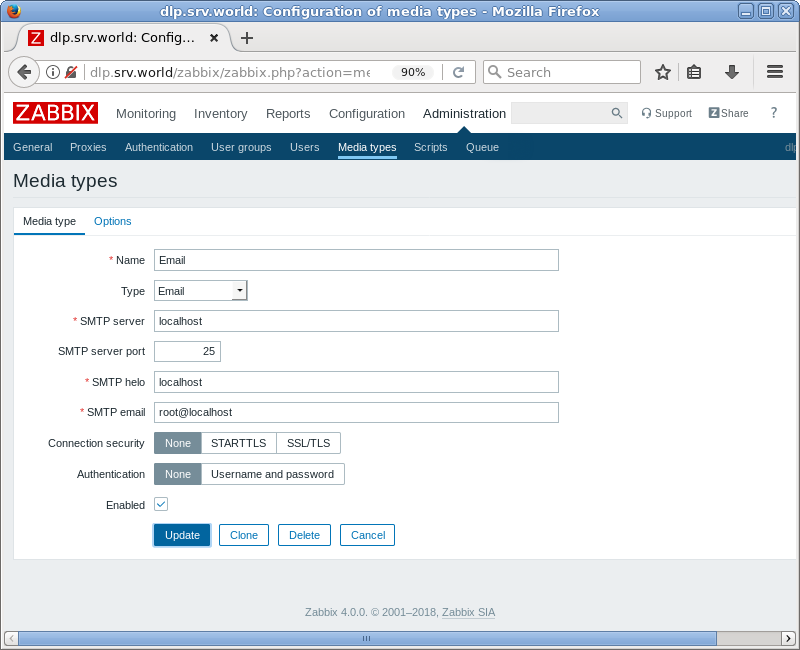 dlp.srv.world: Configuration of media types - Mozilla Firefox
dlp.srv.world: Config...
dlp.srv.world/zabbix/zabbix.php?action=me 90% Search
ZABBIX Monitoring Inventory Reports Configuration Administration Support Z Share ?
General Proxies Authentication User groups Users Media types Scripts Queue dlp
Media types
Media type Options
* Name Email
Type Email
* SMTP server localhost
SMTP server port 25
* SMTP helo localhost
* SMTP email root@localhost
Connection security None STARTTLS SSL/TLS
Authentication None Username and password
Enabled
Update Clone Delete Cancel
Zabbix 4.0.0. © 2001–2018, Zabbix SIA